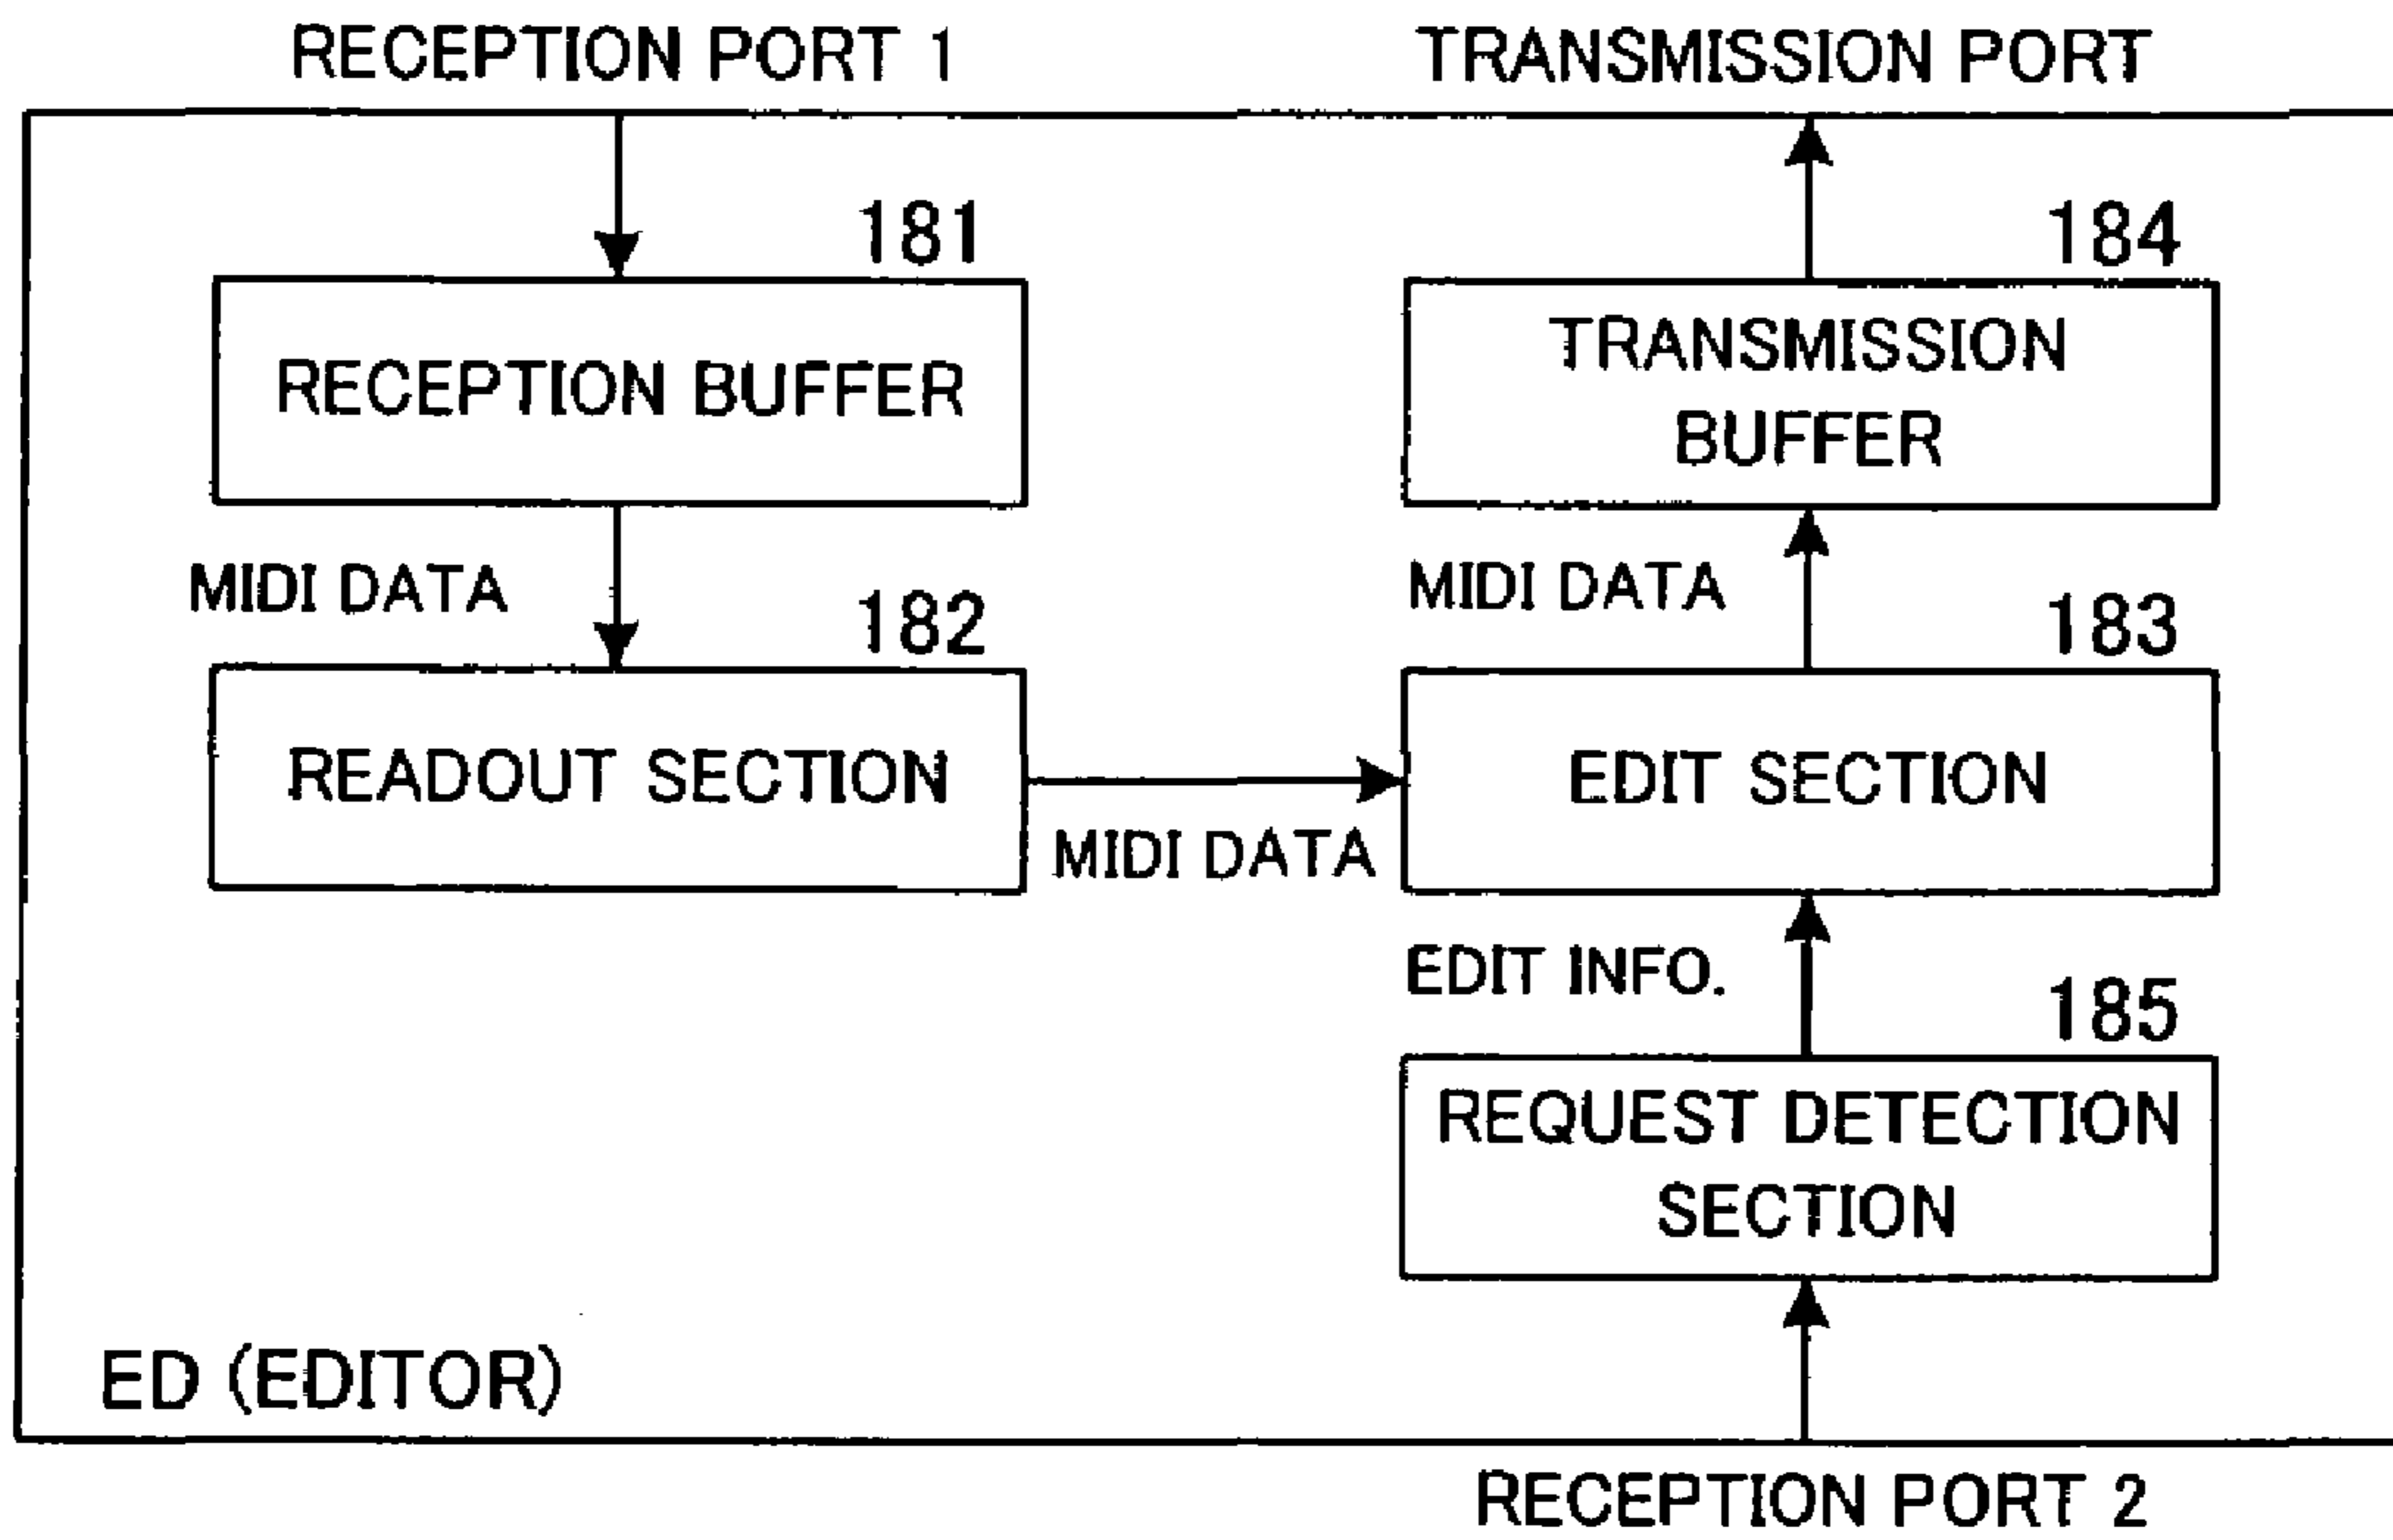 RECEPTION PORT 1
TRANSMISSION PORT
181
184
RECEPTION BUFFER
TRANSMISSION
BUFFER
MIDI DATA
MIDI DATA
182
183
READOUT SECTION
EDIT SECTION
MIDI DATA
EDIT INFO.
185
REQUEST DETECTION
SECTION
ED (EDITOR)
RECEPTION PORT 2